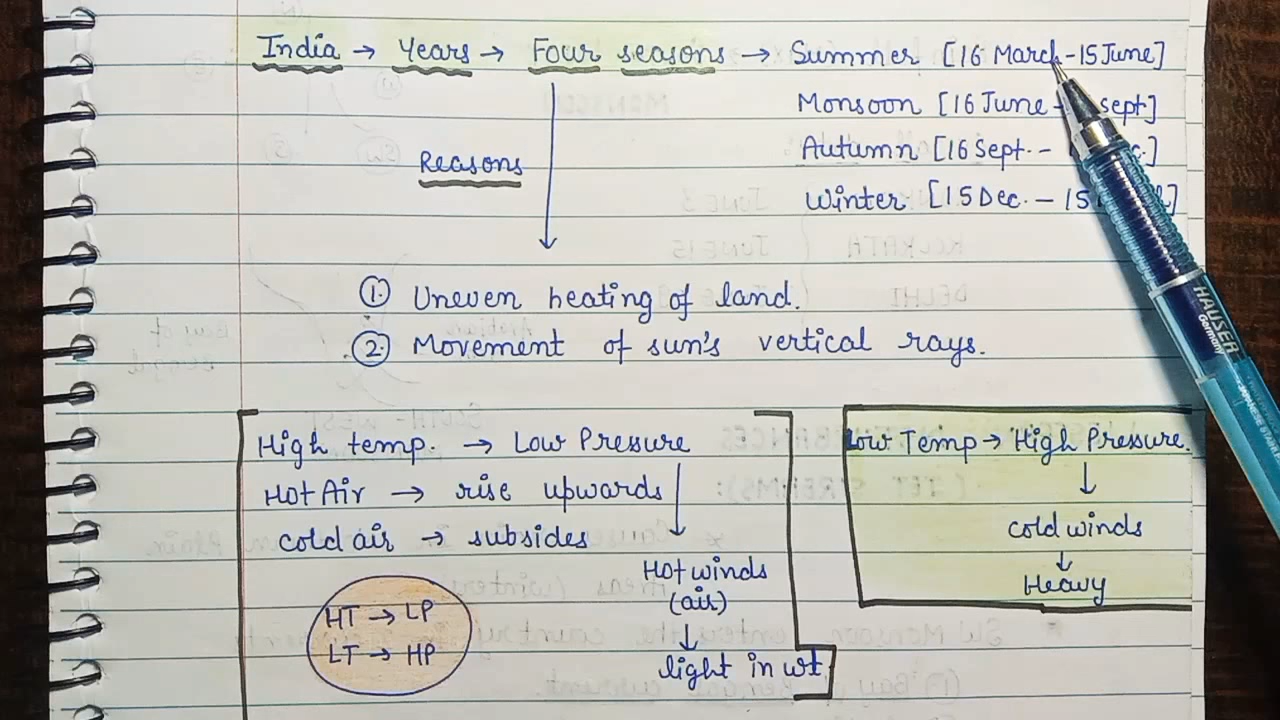 India → Years → Four seasons → Summer [16 March - 15 June]
Monsoon [16 June - sept]
Reasons
Autumn [16 Sept. -
Winter [15 Dec. - 15
① Uneven heating of land.
② Movement of sun's vertical rays.
High temp. → Low Pressure
Hot Air → rise upwards
cold air → subsides
Hot winds
(air)
light in wt
HT → LP
LT → HP
Low Temp → High Pressure.
cold winds
Heavy
HAUSER
Germany